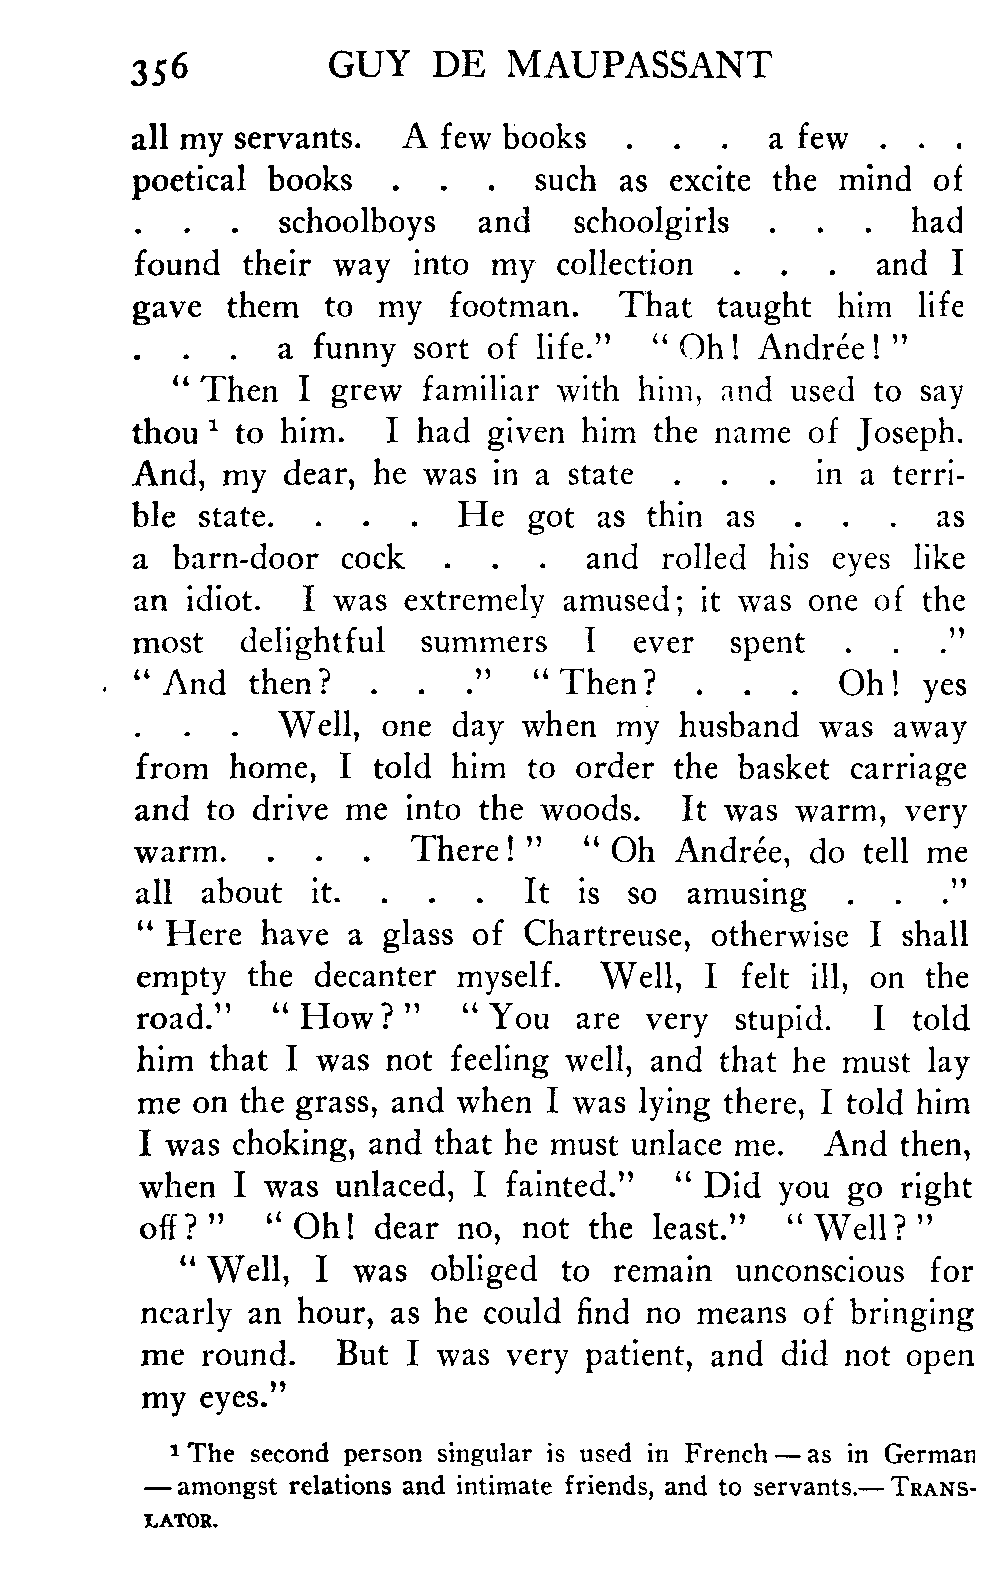 356 GUY DE MAUPASSANT
all my servants. A few books . . . a few . . .
poetical books . . . such as excite the mind of
. . . schoolboys and schoolgirls . . . had
found their way into my collection . . . and I
gave them to my footman. That taught him life
. . . a funny sort of life." "Oh! Andrée!"
"Then I grew familiar with him, and used to say
thou ¹ to him. I had given him the name of Joseph.
And, my dear, he was in a state . . . in a terri-
ble state. . . . He got as thin as . . . as
a barn-door cock . . . and rolled his eyes like
an idiot. I was extremely amused; it was one of the
most delightful summers I ever spent . . ."
"And then? . . ." "Then? . . . Oh! yes
. . . Well, one day when my husband was away
from home, I told him to order the basket carriage
and to drive me into the woods. It was warm, very
warm. . . . There!" "Oh Andrée, do tell me
all about it. . . . It is so amusing . . ."
"Here have a glass of Chartreuse, otherwise I shall
empty the decanter myself. Well, I felt ill, on the
road." "How?" "You are very stupid. I told
him that I was not feeling well, and that he must lay
me on the grass, and when I was lying there, I told him
I was choking, and that he must unlace me. And then,
when I was unlaced, I fainted." "Did you go right
off?" "Oh! dear no, not the least." "Well?"
"Well, I was obliged to remain unconscious for
nearly an hour, as he could find no means of bringing
me round. But I was very patient, and did not open
my eyes."
¹ The second person singular is used in French — as in German
— amongst relations and intimate friends, and to servants.— TRANS-
LATOR.